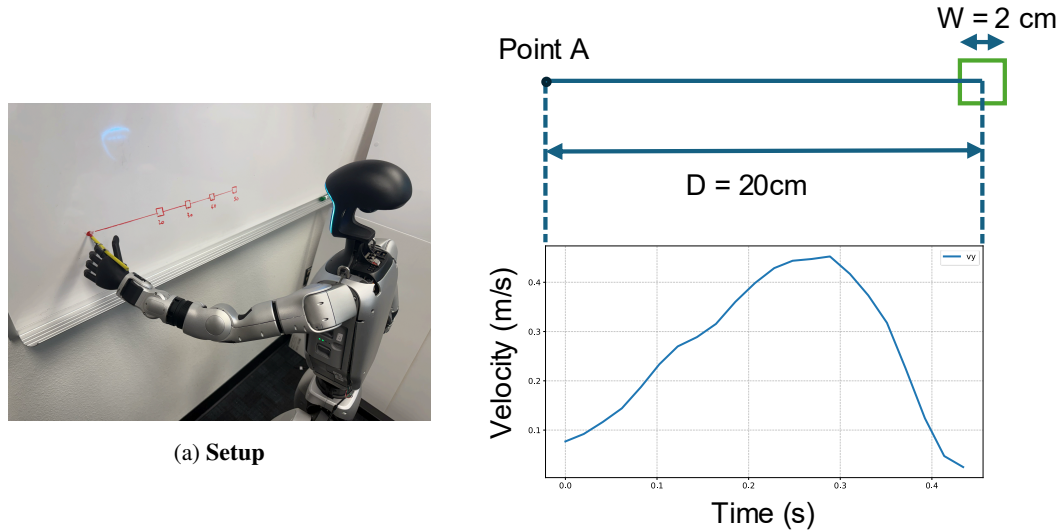 W = 2 cm
Point A
D = 20cm
vy
Velocity (m/s)
0.4
0.3
0.2
0.1
0.0
0.1
0.2
0.3
0.4
Time (s)
(a) Setup